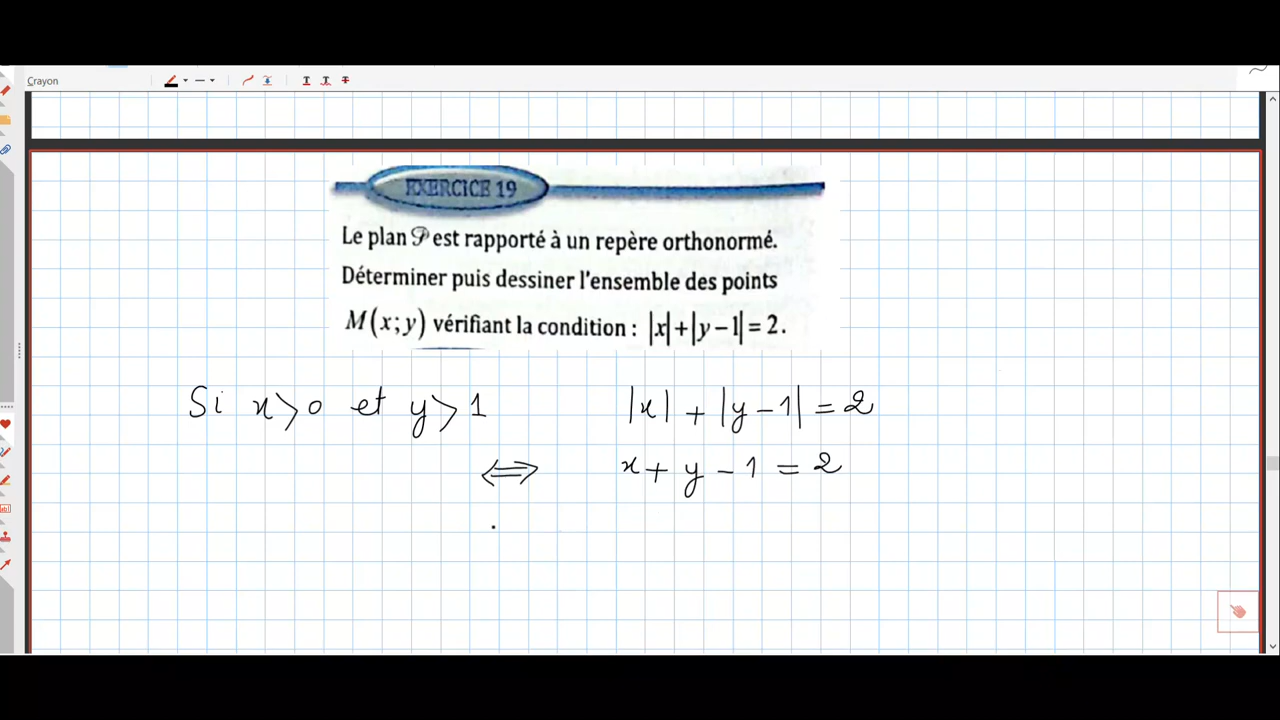 Crayon
EXERCICE 19
Le plan 𝒫 est rapporté à un repère orthonormé.
Déterminer puis dessiner l'ensemble des points
M(x;y) vérifiant la condition : |x|+|y−1|=2.
Si x>0 et y>1 |x| + |y−1| = 2
⟺ x + y − 1 = 2